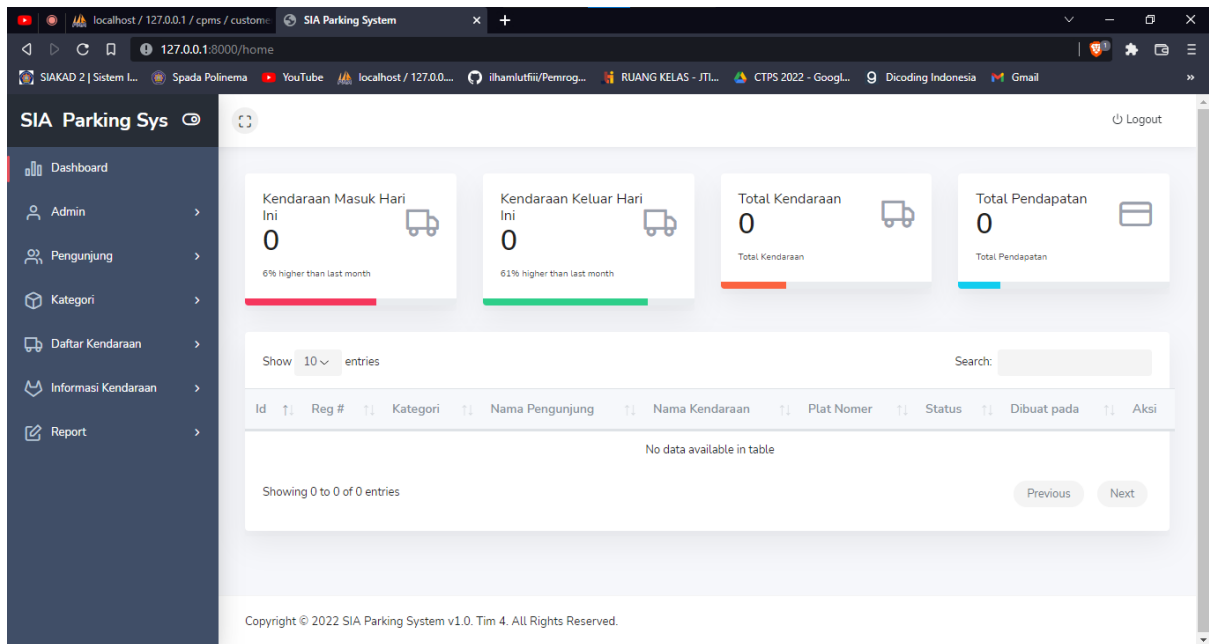 localhost / 127.0.0.1 / cpms / custome
SIA Parking System
127.0.0.1:8000/home
1
SIAKAD 2 | Sistem I...
Spada Polinema
YouTube
localhost / 127.0.0....
ilhamlutfiii/Pemrog...
RUANG KELAS - JTI...
CTPS 2022 - Googl...
Dicoding Indonesia
Gmail
SIA Parking Sys
Logout
Dashboard
Admin
Pengunjung
Kategori
Daftar Kendaraan
Informasi Kendaraan
Report
Kendaraan Masuk Hari
Ini
0
6% higher than last month
Kendaraan Keluar Hari
Ini
0
61% higher than last month
Total Kendaraan
0
Total Kendaraan
Total Pendapatan
0
Total Pendapatan
Show 10 entries
Search:
Id Reg # Kategori Nama Pengunjung Nama Kendaraan Plat Nomer Status Dibuat pada Aksi
No data available in table
Showing 0 to 0 of 0 entries
Previous Next
Copyright © 2022 SIA Parking System v1.0. Tim 4. All Rights Reserved.